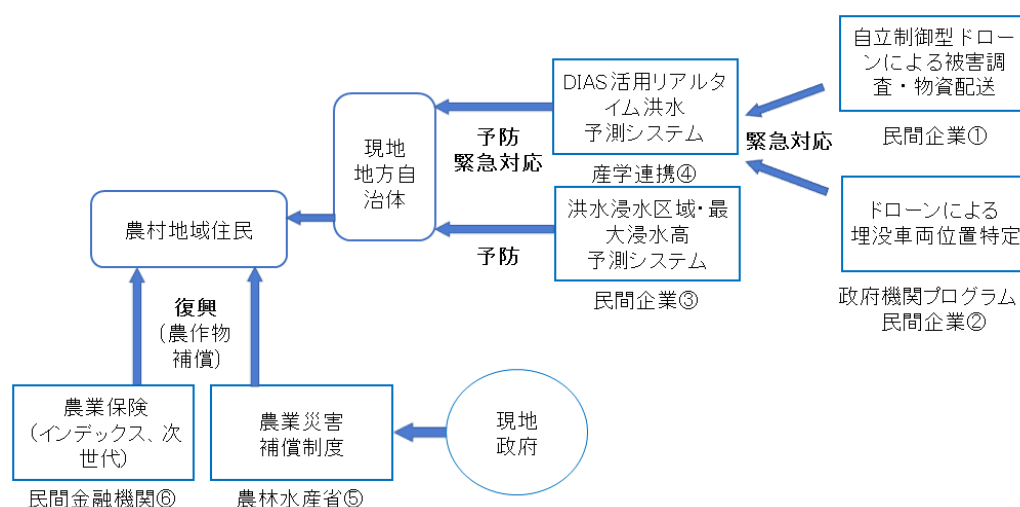 自立制御型ドロー
ンによる被害調
査・物資配送
民間企業①
DIAS活用リアルタ
イム洪水
予測システム
産学連携④
緊急対応
予防
緊急対応
現地
地方自
治体
ドローンによる
埋没車両位置特定
政府機関プログラム
民間企業②
洪水浸水区域・最
大浸水高
予測システム
民間企業③
予防
農村地域住民
復興
(農作物
補償)
農業保険
(インデックス、次
世代)
民間金融機関⑥
農業災害
補償制度
農林水産省⑤
現地
政府